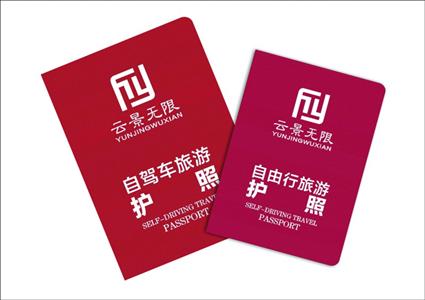 云景无限
YUNJINGWUXIAN
自驾车旅游
护 照
SELF-DRIVING TRAVEL
PASSPORT
云景无限
YUNJINGWUXIAN
自由行旅游
护 照
SELF-DRIVING TRAVEL
PASSPORT